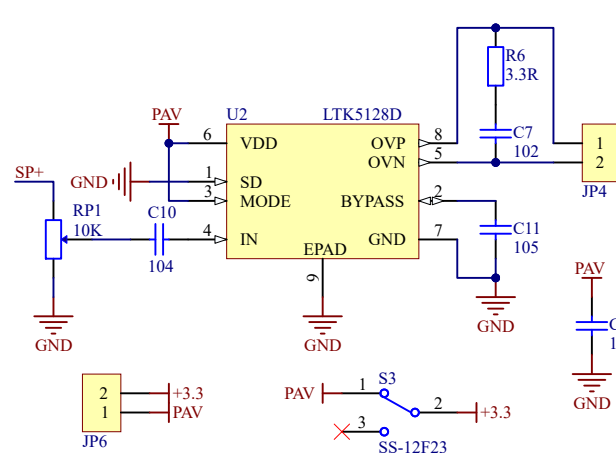 R6
3.3R
PAV
U2
LTK5128D
6
VDD
OVP
8
C7
1
OVN
5
102
2
SP+
GND
1
SD
JP4
3
MODE
BYPASS
2
RP1
C10
10K
4
IN
GND
7
C11
104
105
EPAD
9
PAV
GND
GND
GND
GND
2
+3.3
1
PAV
JP6
S3
PAV
1
2
+3.3
3
SS-12F23